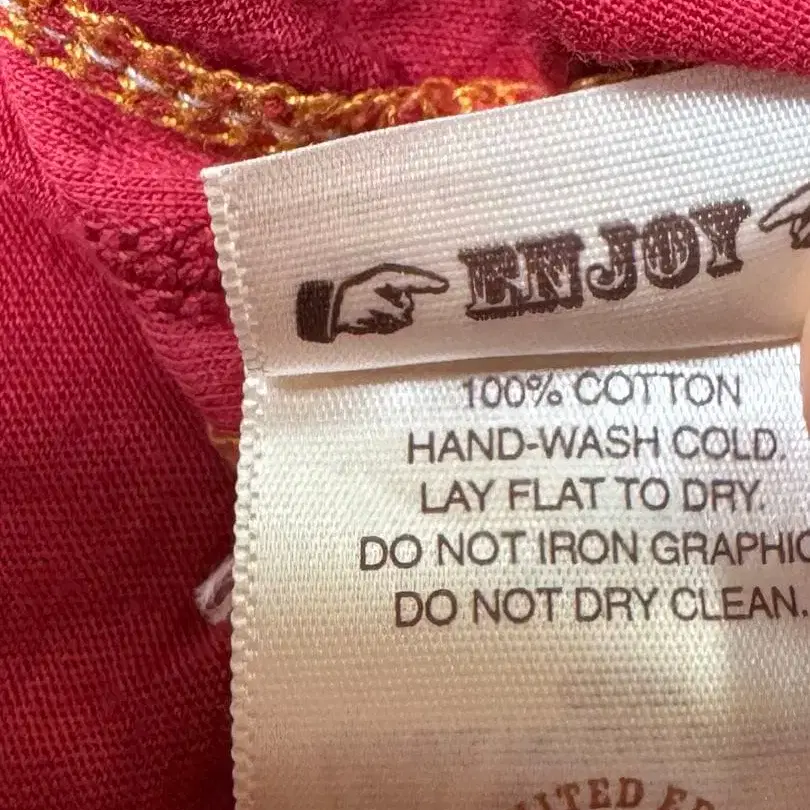 ENJOY
100% COTTON
HAND-WASH COLD.
LAY FLAT TO DRY.
DO NOT IRON GRAPHIC
DO NOT DRY CLEAN.